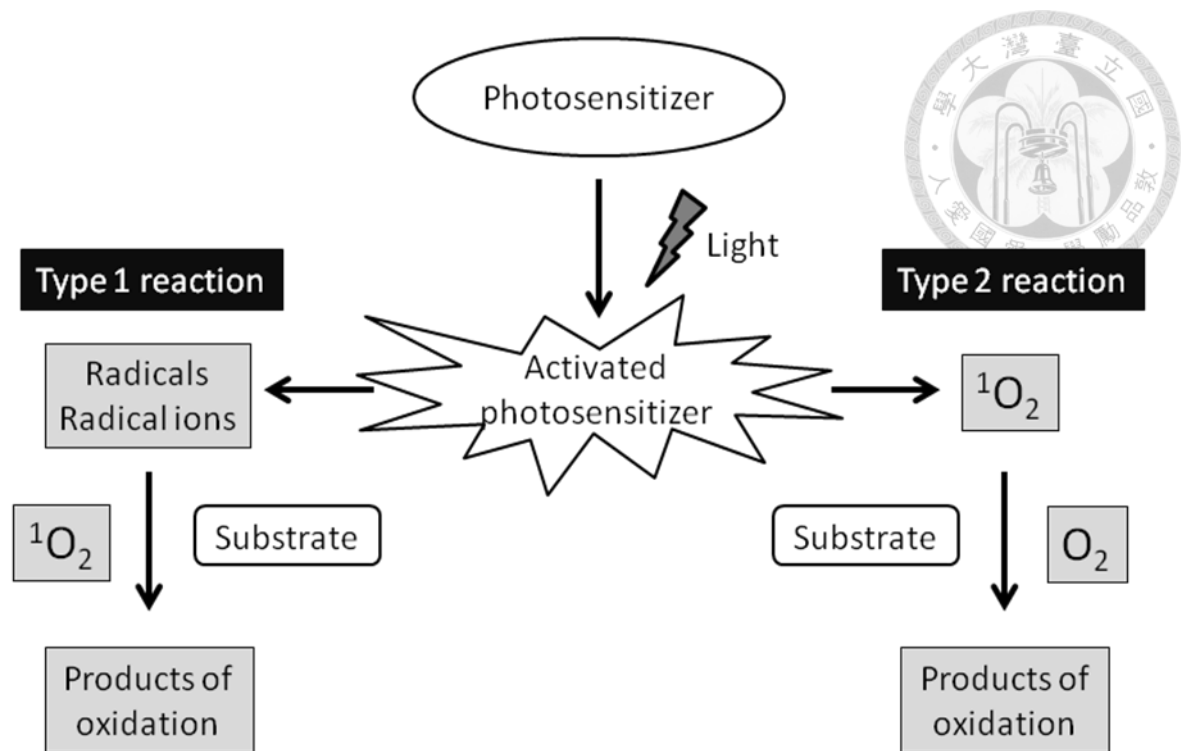 Photosensitizer
Light
Type 1 reaction
Type 2 reaction
Activated
photosensitizer
Radicals
Radical ions
¹O₂
¹O₂
Substrate
Substrate
O₂
Products of
oxidation
Products of
oxidation